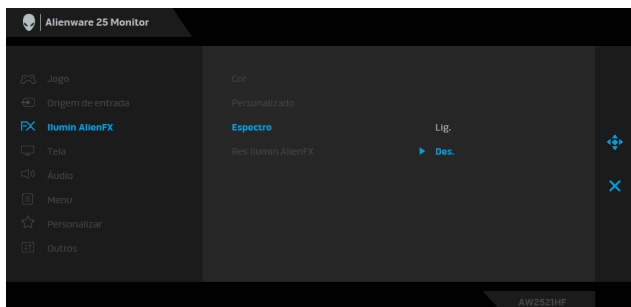 Alienware 25 Monitor
Jogo
Origem de entrada
FX Ilumin AlienFX
Tela
Áudio
Menu
Personalizar
Outros
Cor
Personalizado
Espectro
Res Ilumin AlienFX
Lig.
Des.
AW2521HF